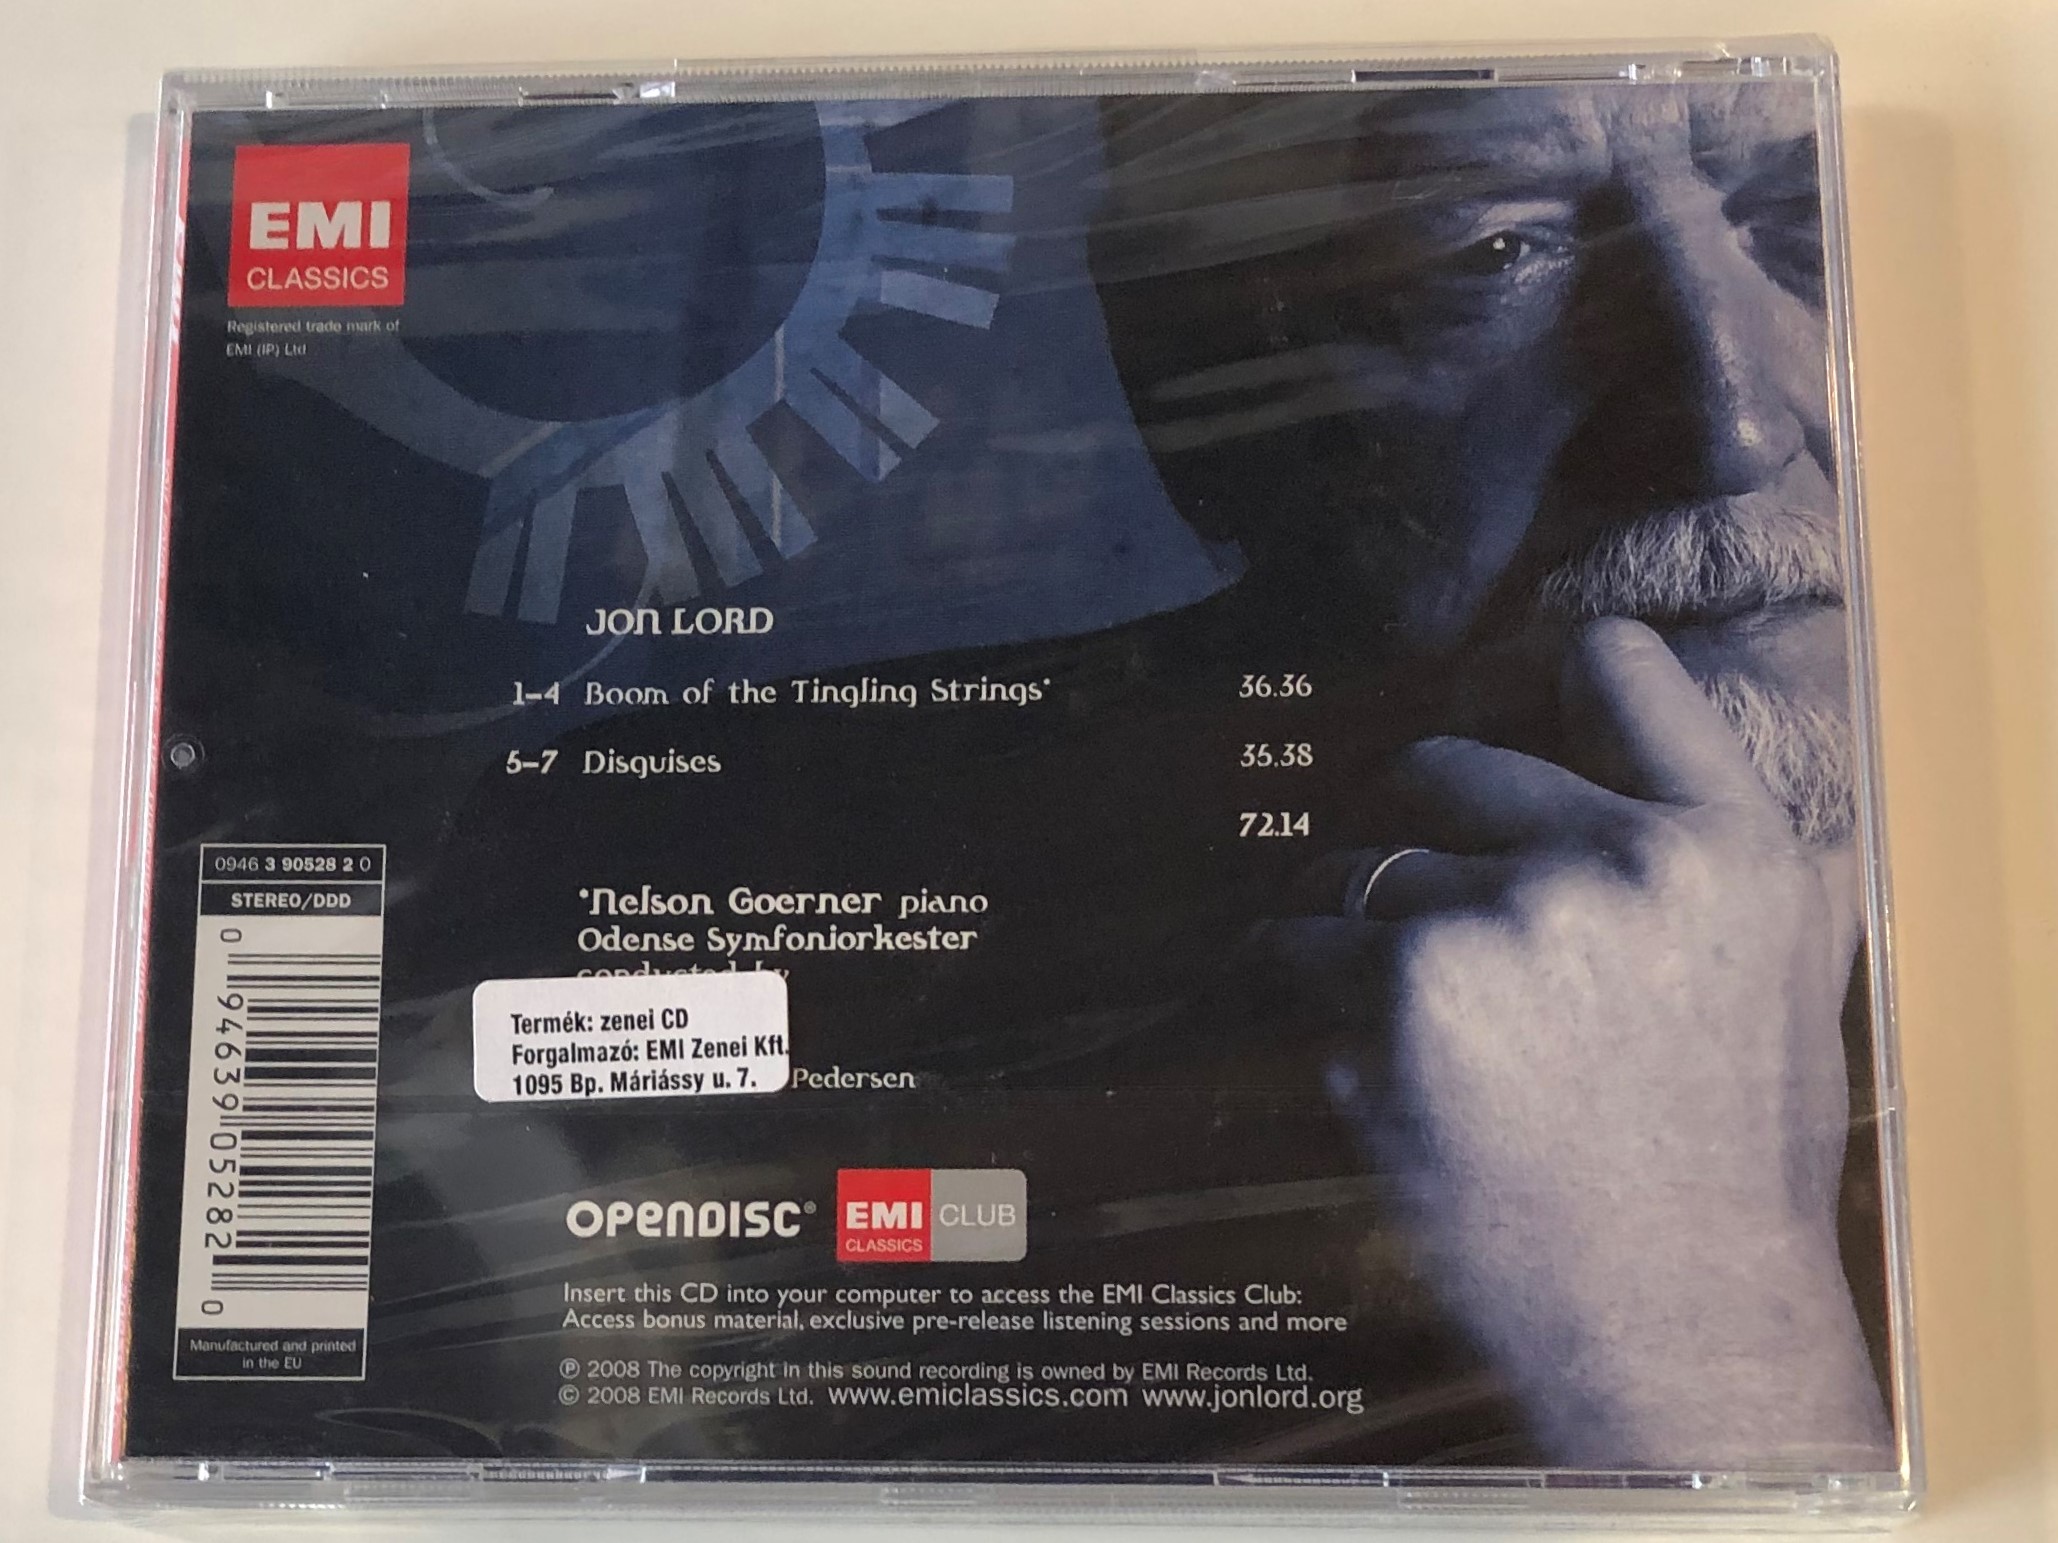 EMI
CLASSICS
Registered trade mark of
EMI (IP) Ltd
JON LORD
1–4 Boom of the Tingling Strings* 36.36
5–7 Disguises 35.38
72.14
*Nelson Goerner piano
Odense Symfoniorkester
conducted by
Pedersen
Termék: zenei CD
Forgalmazó: EMI Zenei Kft.
1095 Bp. Máriássy u. 7.
0946 3 90528 2 0
STEREO/DDD
0 94639 05282 0
Manufactured and printed
in the EU
OPENDISC®
EMI CLUB
CLASSICS
Insert this CD into your computer to access the EMI Classics Club:
Access bonus material, exclusive pre-release listening sessions and more
℗ 2008 The copyright in this sound recording is owned by EMI Records Ltd.
© 2008 EMI Records Ltd. www.emiclassics.com www.jonlord.org